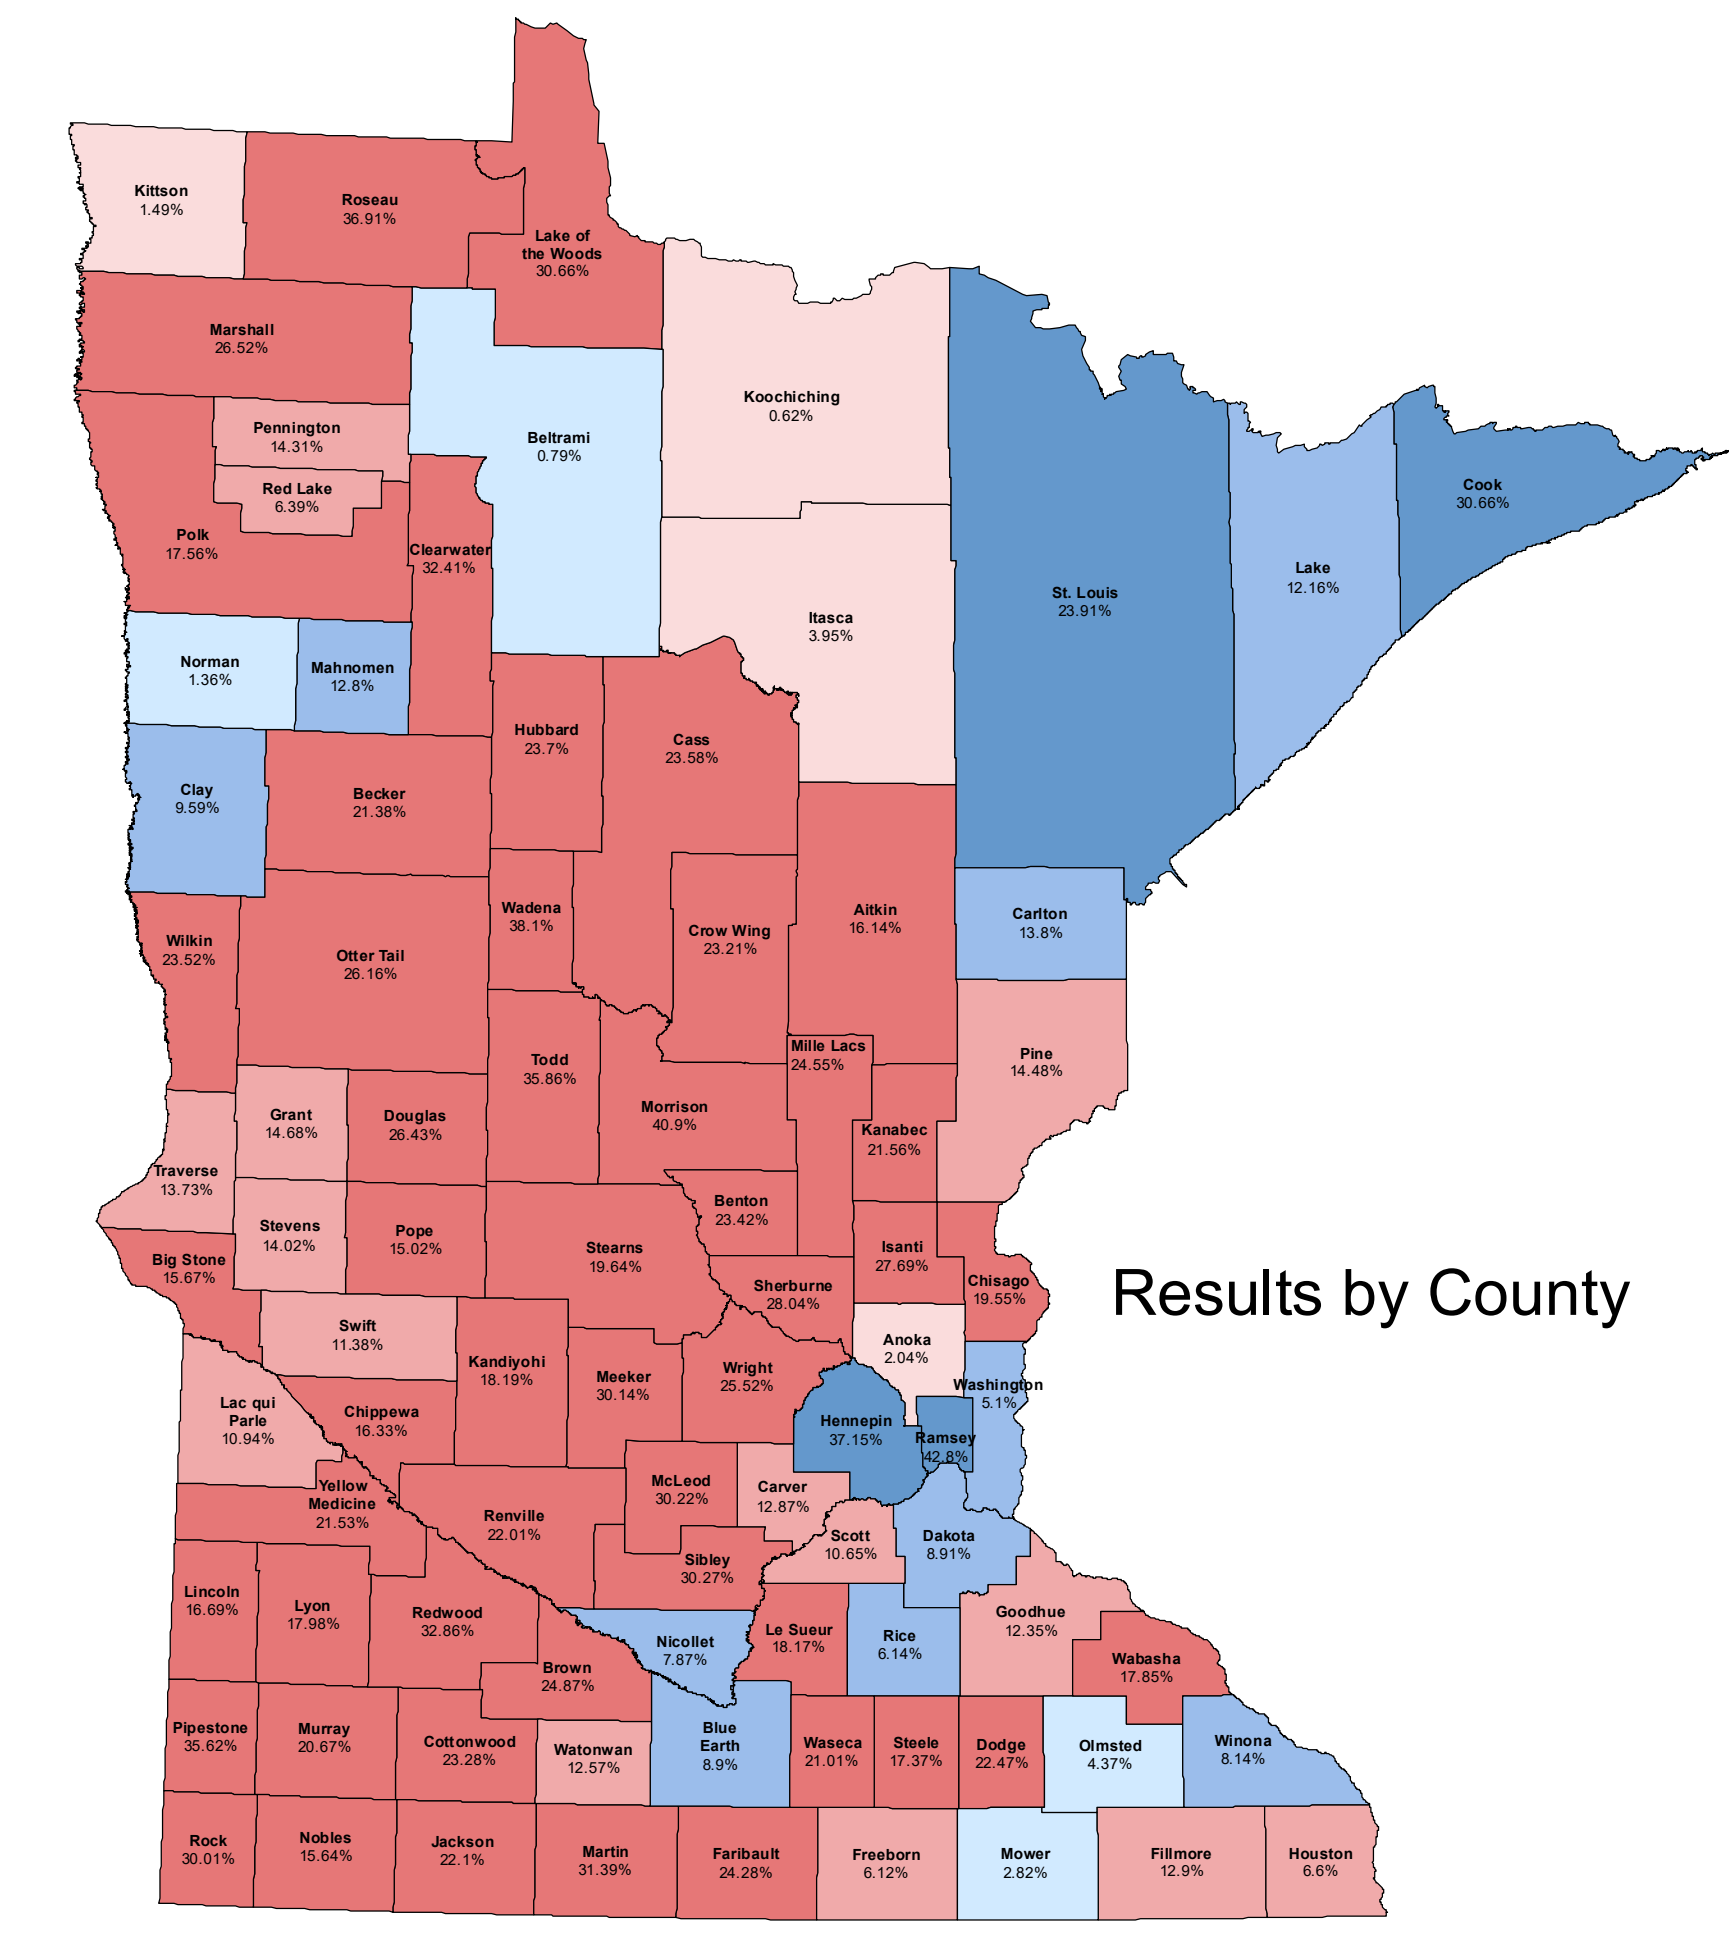 Kittson
1.49%
Roseau
36.91%
Lake of
the Woods
30.66%
Marshall
26.52%
Koochiching
0.62%
Pennington
14.31%
Beltrami
0.79%
Red Lake
6.39%
Cook
30.66%
Polk
17.56%
Clearwater
32.41%
Lake
12.16%
St. Louis
23.91%
Itasca
3.95%
Norman
1.36%
Mahnomen
12.8%
Hubbard
23.7%
Cass
23.58%
Clay
9.59%
Becker
21.38%
Wadena
38.1%
Aitkin
16.14%
Carlton
13.8%
Crow Wing
23.21%
Wilkin
23.52%
Otter Tail
26.16%
Mille Lacs
24.55%
Pine
14.48%
Todd
35.86%
Morrison
40.9%
Grant
14.68%
Douglas
26.43%
Kanabec
21.56%
Traverse
13.73%
Benton
23.42%
Stevens
14.02%
Pope
15.02%
Stearns
19.64%
Isanti
27.69%
Big Stone
15.67%
Chisago
19.55%
Sherburne
28.04%
Results by County
Swift
11.38%
Anoka
2.04%
Kandiyohi
18.19%
Wright
25.52%
Meeker
30.14%
Washington
5.1%
Lac qui
Parle
10.94%
Chippewa
16.33%
Hennepin
37.15%
Ramsey
42.8%
McLeod
30.22%
Carver
12.87%
Yellow
Medicine
21.53%
Renville
22.01%
Scott
10.65%
Dakota
8.91%
Sibley
30.27%
Lincoln
16.69%
Lyon
17.98%
Redwood
32.86%
Goodhue
12.35%
Le Sueur
18.17%
Rice
6.14%
Nicollet
7.87%
Wabasha
17.85%
Brown
24.87%
Pipestone
35.62%
Murray
20.67%
Cottonwood
23.28%
Watonwan
12.57%
Blue
Earth
8.9%
Waseca
21.01%
Steele
17.37%
Dodge
22.47%
Olmsted
4.37%
Winona
8.14%
Rock
30.01%
Nobles
15.64%
Jackson
22.1%
Martin
31.39%
Faribault
24.28%
Freeborn
6.12%
Mower
2.82%
Fillmore
12.9%
Houston
6.6%